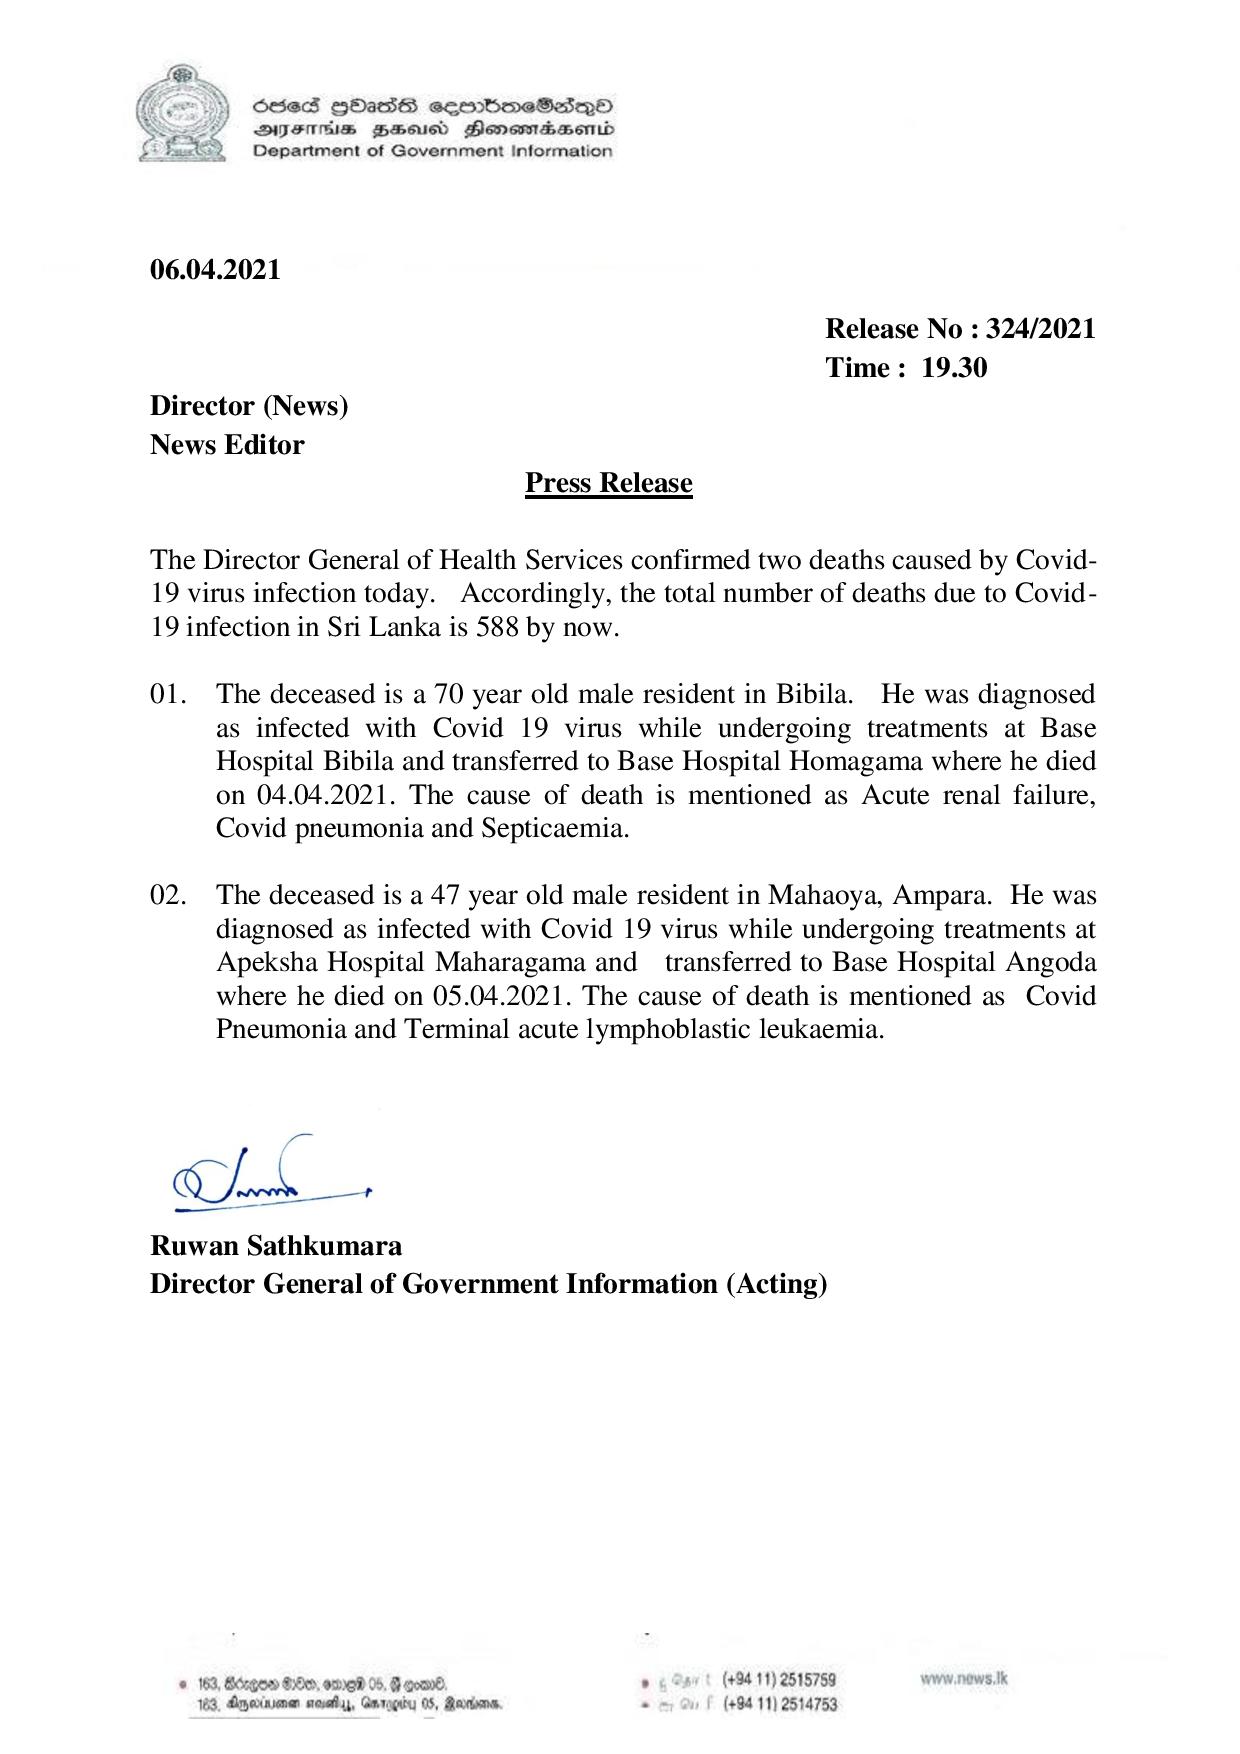 රජයේ ප්‍රවෘත්ති දෙපාර්තමේන්තුව
அரசாங்க தகவல் திணைக்களம்
Department of Government Information
06.04.2021
Release No : 324/2021
Time :  19.30
Director (News)
News Editor
Press Release
The Director General of Health Services confirmed two deaths caused by Covid-
19 virus infection today.   Accordingly, the total number of deaths due to Covid-
19 infection in Sri Lanka is 588 by now.
01. The deceased is a 70 year old male resident in Bibila.   He was diagnosed
as infected with Covid 19 virus while undergoing treatments at Base
Hospital Bibila and transferred to Base Hospital Homagama where he died
on 04.04.2021. The cause of death is mentioned as Acute renal failure,
Covid pneumonia and Septicaemia.
02. The deceased is a 47 year old male resident in Mahaoya, Ampara.  He was
diagnosed as infected with Covid 19 virus while undergoing treatments at
Apeksha Hospital Maharagama and   transferred to Base Hospital Angoda
where he died on 05.04.2021. The cause of death is mentioned as  Covid
Pneumonia and Terminal acute lymphoblastic leukaemia.
Ruwan Sathkumara
Director General of Government Information (Acting)
163, කිරුලපන මාවත, කොළඹ 05, ශ්‍රී ලංකාව.
163, கிருலப்பனை எவனியூ, கொழும்பு 05, இலங்கை.
(+94 11) 2515759
(+94 11) 2514753
www.news.lk